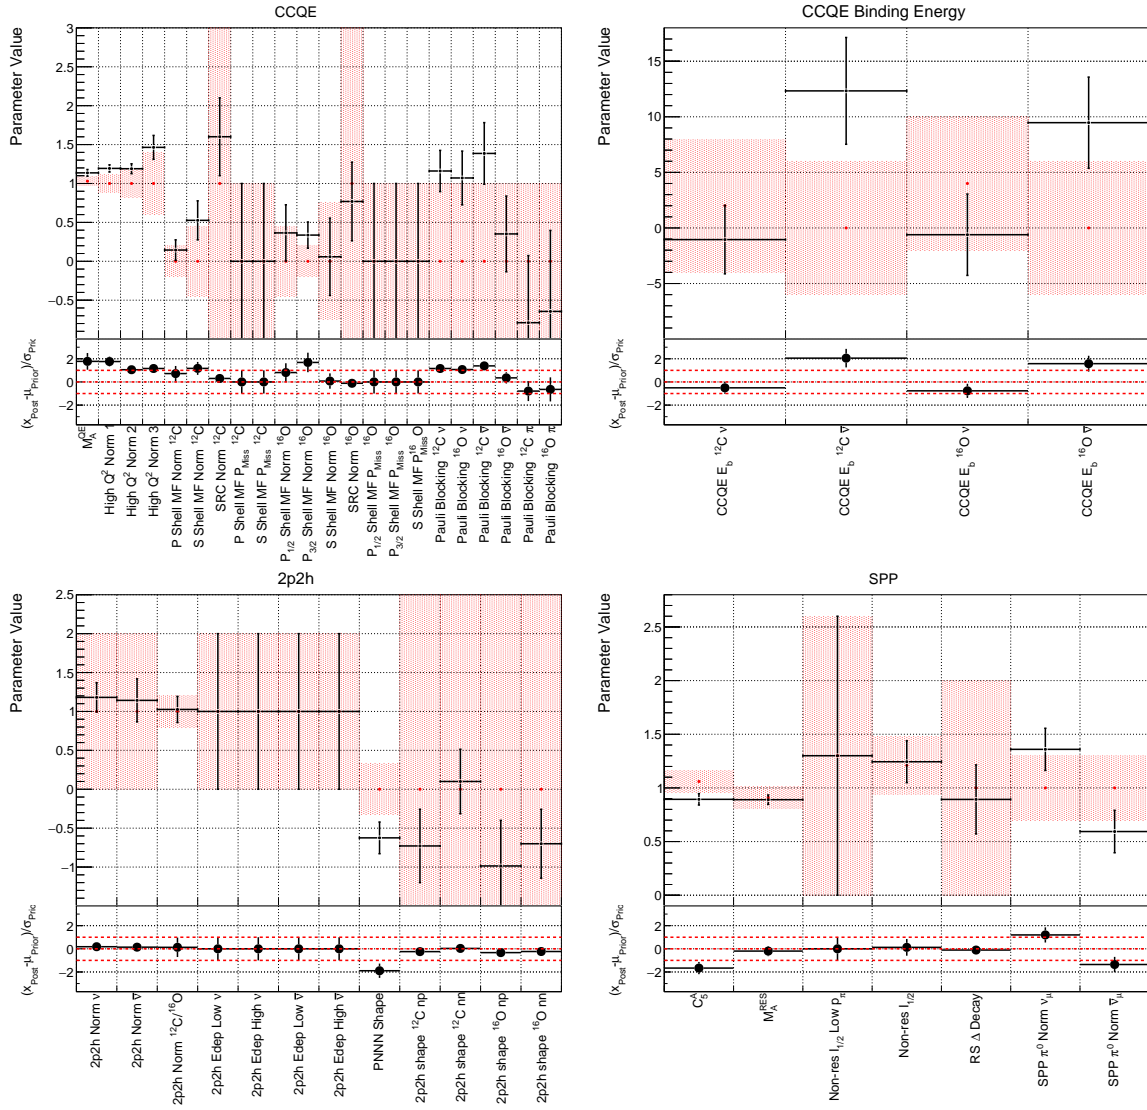 CCQE
Parameter Value
3
2.5
2
1.5
1
0.5
0
−0.5
(x_Post-μ_Prior)/σ_Pric
2
0
−2
M_A^QE
High Q² Norm 1
High Q² Norm 2
High Q² Norm 3
P Shell MF Norm ¹²C
S Shell MF Norm ¹²C
SRC Norm ¹²C
P Shell MF P_Miss ¹²C
S Shell MF P_Miss ¹²C
P_1/2 Shell MF Norm ¹⁶O
P_3/2 Shell MF Norm ¹⁶O
S Shell MF Norm ¹⁶O
SRC Norm ¹⁶O
P_1/2 Shell MF P_Miss ¹⁶O
P_3/2 Shell MF P_Miss ¹⁶O
S Shell MF P_Miss ¹⁶O
Pauli Blocking ¹²C ν
Pauli Blocking ¹⁶O ν
Pauli Blocking ¹²C ν̄
Pauli Blocking ¹⁶O ν̄
Pauli Blocking ¹²C π
Pauli Blocking ¹⁶O π
CCQE Binding Energy
Parameter Value
15
10
5
0
−5
(x_Post-μ_Prior)/σ_Pric
2
0
−2
CCQE E_b ¹²C ν
CCQE E_b ¹²C ν̄
CCQE E_b ¹⁶O ν
CCQE E_b ¹⁶O ν̄
2p2h
Parameter Value
2.5
2
1.5
1
0.5
0
−0.5
−1
(x_Post-μ_Prior)/σ_Pric
2
0
−2
2p2h Norm ν
2p2h Norm ν̄
2p2h Norm ¹²C/¹⁶O
2p2h Edep Low ν
2p2h Edep High ν
2p2h Edep Low ν̄
2p2h Edep High ν̄
PNNN Shape
2p2h shape ¹²C np
2p2h shape ¹²C nn
2p2h shape ¹⁶O np
2p2h shape ¹⁶O nn
SPP
Parameter Value
2.5
2
1.5
1
0.5
0
(x_Post-μ_Prior)/σ_Pric
2
0
−2
C_5^A
M_A^RES
Non-res I_1/2 Low p_π
Non-res I_1/2
RS Δ Decay
SPP π⁰ Norm ν_μ
SPP π⁰ Norm ν̄_μ